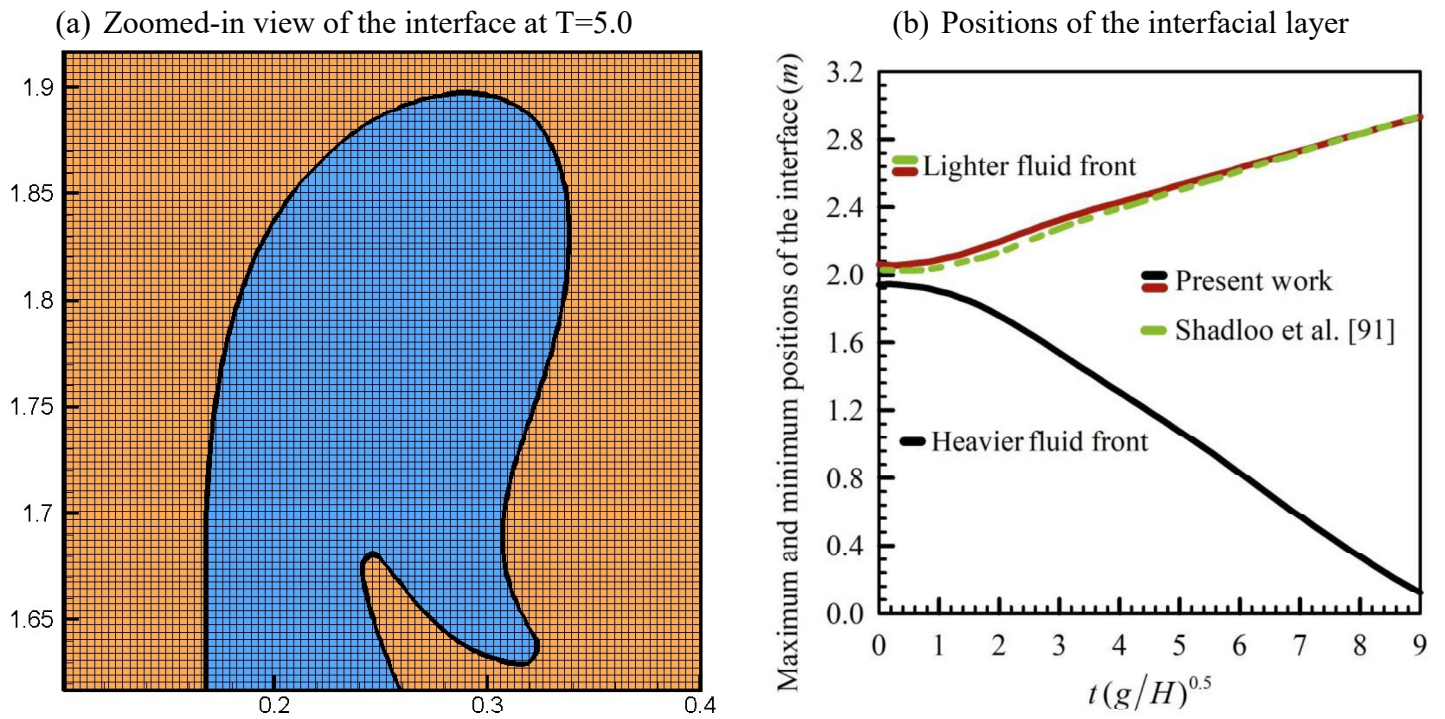 (a) Zoomed-in view of the interface at T=5.0
1.9
1.85
1.8
1.75
1.7
1.65
0.2 0.3 0.4
(b) Positions of the interfacial layer
Maximum and minimum positions of the interface (m)
3.2
2.8
2.4
2.0
1.6
1.2
0.8
0.4
0.0
Lighter fluid front
Present work
Shadloo et al. [91]
Heavier fluid front
0 1 2 3 4 5 6 7 8 9
t(g/H)^0.5